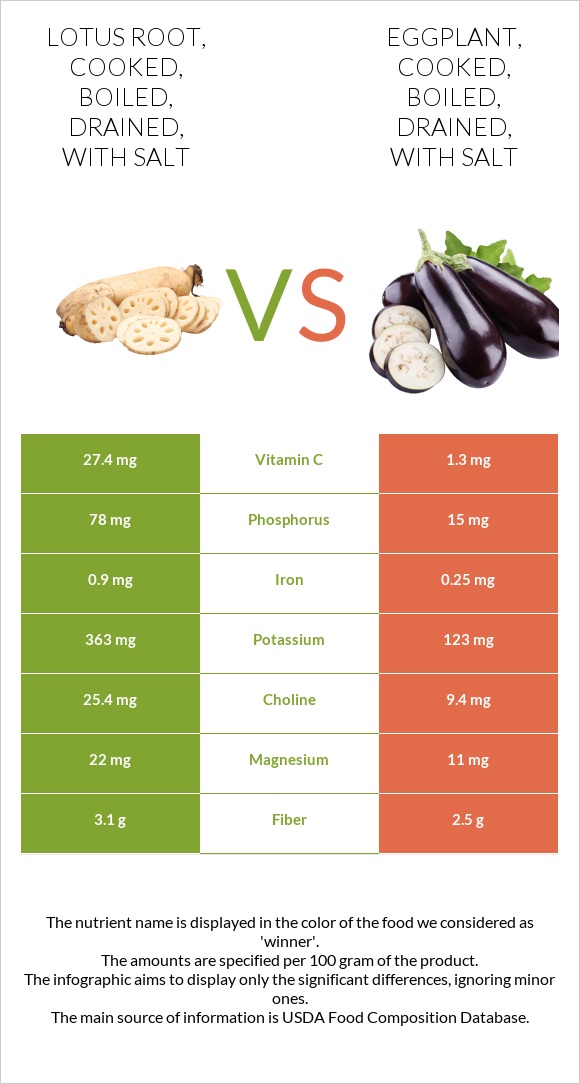 LOTUS ROOT,
COOKED,
BOILED,
DRAINED,
WITH SALT
EGGPLANT,
COOKED,
BOILED,
DRAINED,
WITH SALT
VS
27.4 mg Vitamin C 1.3 mg
78 mg Phosphorus 15 mg
0.9 mg Iron 0.25 mg
363 mg Potassium 123 mg
25.4 mg Choline 9.4 mg
22 mg Magnesium 11 mg
3.1 g Fiber 2.5 g
The nutrient name is displayed in the color of the food we considered as
'winner'.
The amounts are specified per 100 gram of the product.
The infographic aims to display only the significant differences, ignoring minor
ones.
The main source of information is USDA Food Composition Database.